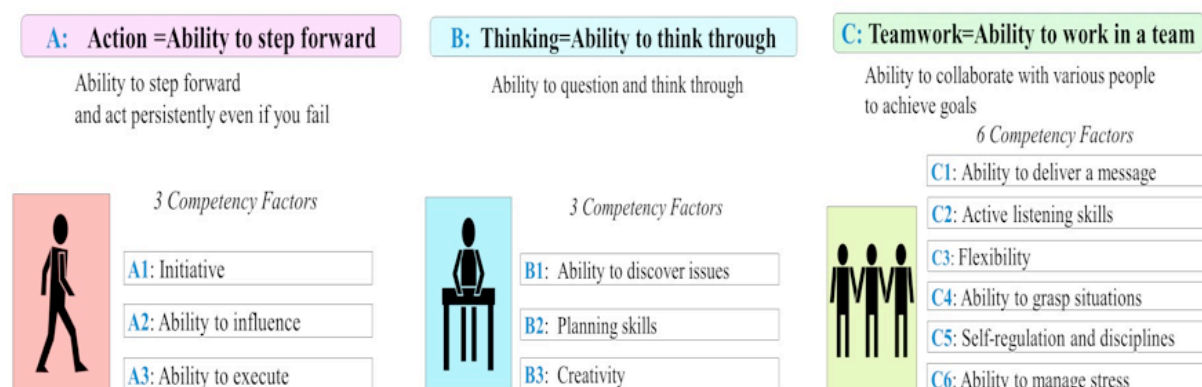 A: Action =Ability to step forward
Ability to step forward
and act persistently even if you fail
3 Competency Factors
A1: Initiative
A2: Ability to influence
A3: Ability to execute
B: Thinking=Ability to think through
Ability to question and think through
3 Competency Factors
B1: Ability to discover issues
B2: Planning skills
B3: Creativity
C: Teamwork=Ability to work in a team
Ability to collaborate with various people
to achieve goals
6 Competency Factors
C1: Ability to deliver a message
C2: Active listening skills
C3: Flexibility
C4: Ability to grasp situations
C5: Self-regulation and disciplines
C6: Ability to manage stress